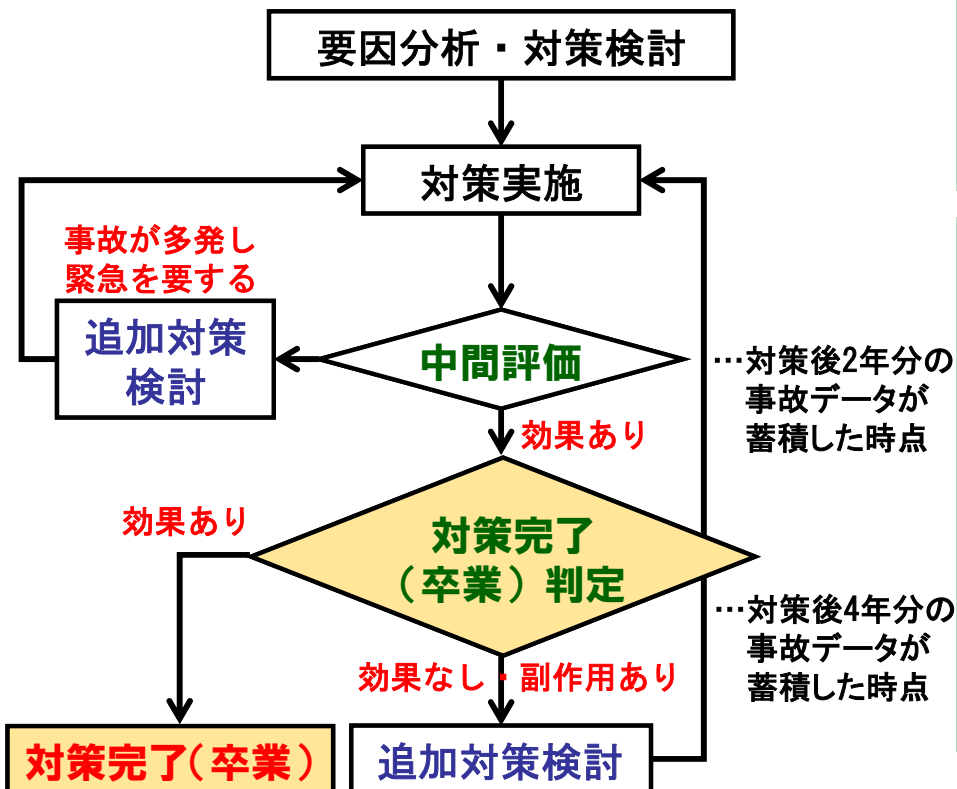 要因分析・対策検討
対策実施
事故が多発し
緊急を要する
追加対策
検討
中間評価
…対策後2年分の
事故データが
蓄積した時点
効果あり
効果あり
対策完了
(卒業)判定
…対策後4年分の
事故データが
蓄積した時点
効果なし・副作用あり
対策完了(卒業)
追加対策検討